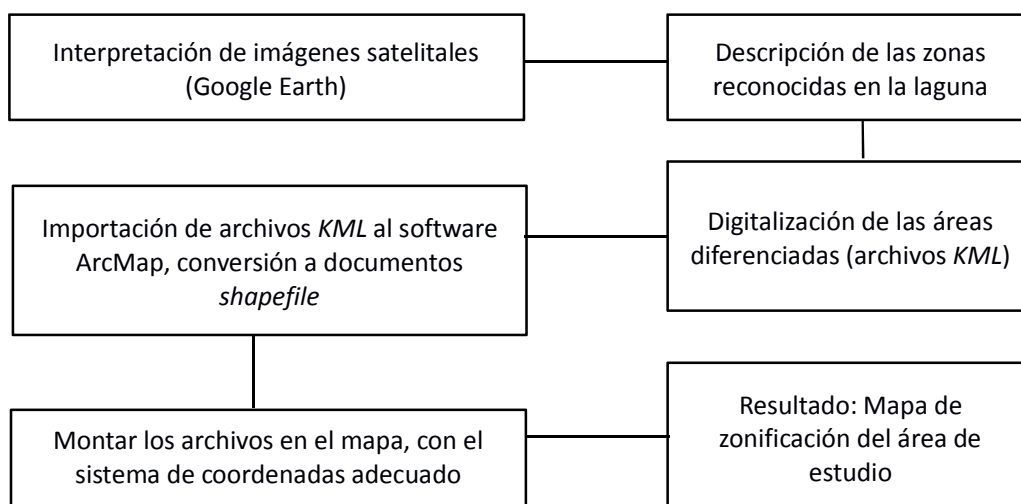 Interpretación de imágenes satelitales
(Google Earth)
Descripción de las zonas
reconocidas en la laguna
Digitalización de las áreas
diferenciadas (archivos KML)
Importación de archivos KML al software
ArcMap, conversión a documentos
shapefile
Montar los archivos en el mapa, con el
sistema de coordenadas adecuado
Resultado: Mapa de
zonificación del área de
estudio